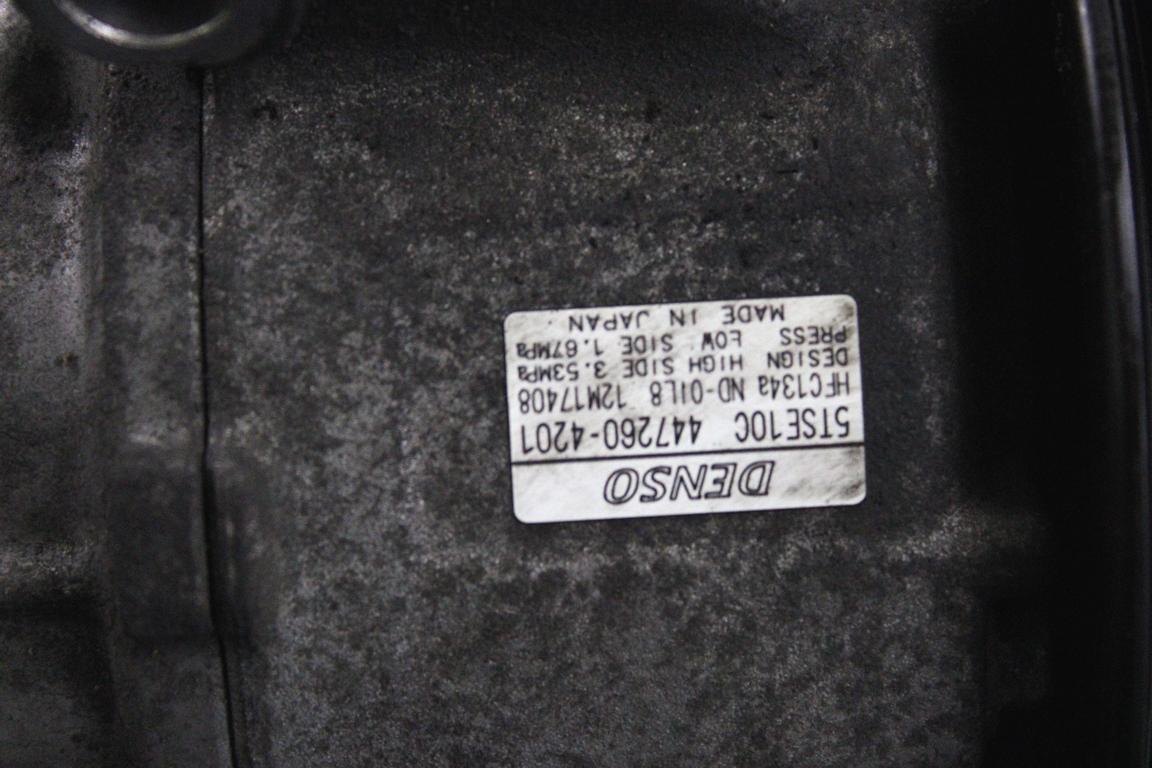 DENSO
5TSE10C 447260-4201
HFC134a ND-OIL8 12M17408
DESIGN HIGH SIDE 3.53MPa
PRESS LOW SIDE 1.67MPa
MADE IN JAPAN